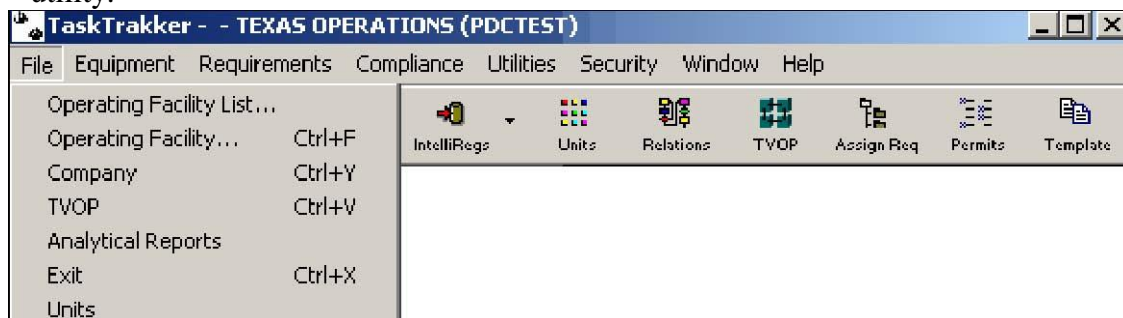 utility.
TaskTrakker - - TEXAS OPERATIONS (PDCTEST)
File Equipment Requirements Compliance Utilities Security Window Help
Operating Facility List...
Operating Facility... Ctrl+F
Company Ctrl+Y
TVOP Ctrl+V
Analytical Reports
Exit Ctrl+X
Units
IntelliRegs Units Relations TVOP Assign Req Permits Template